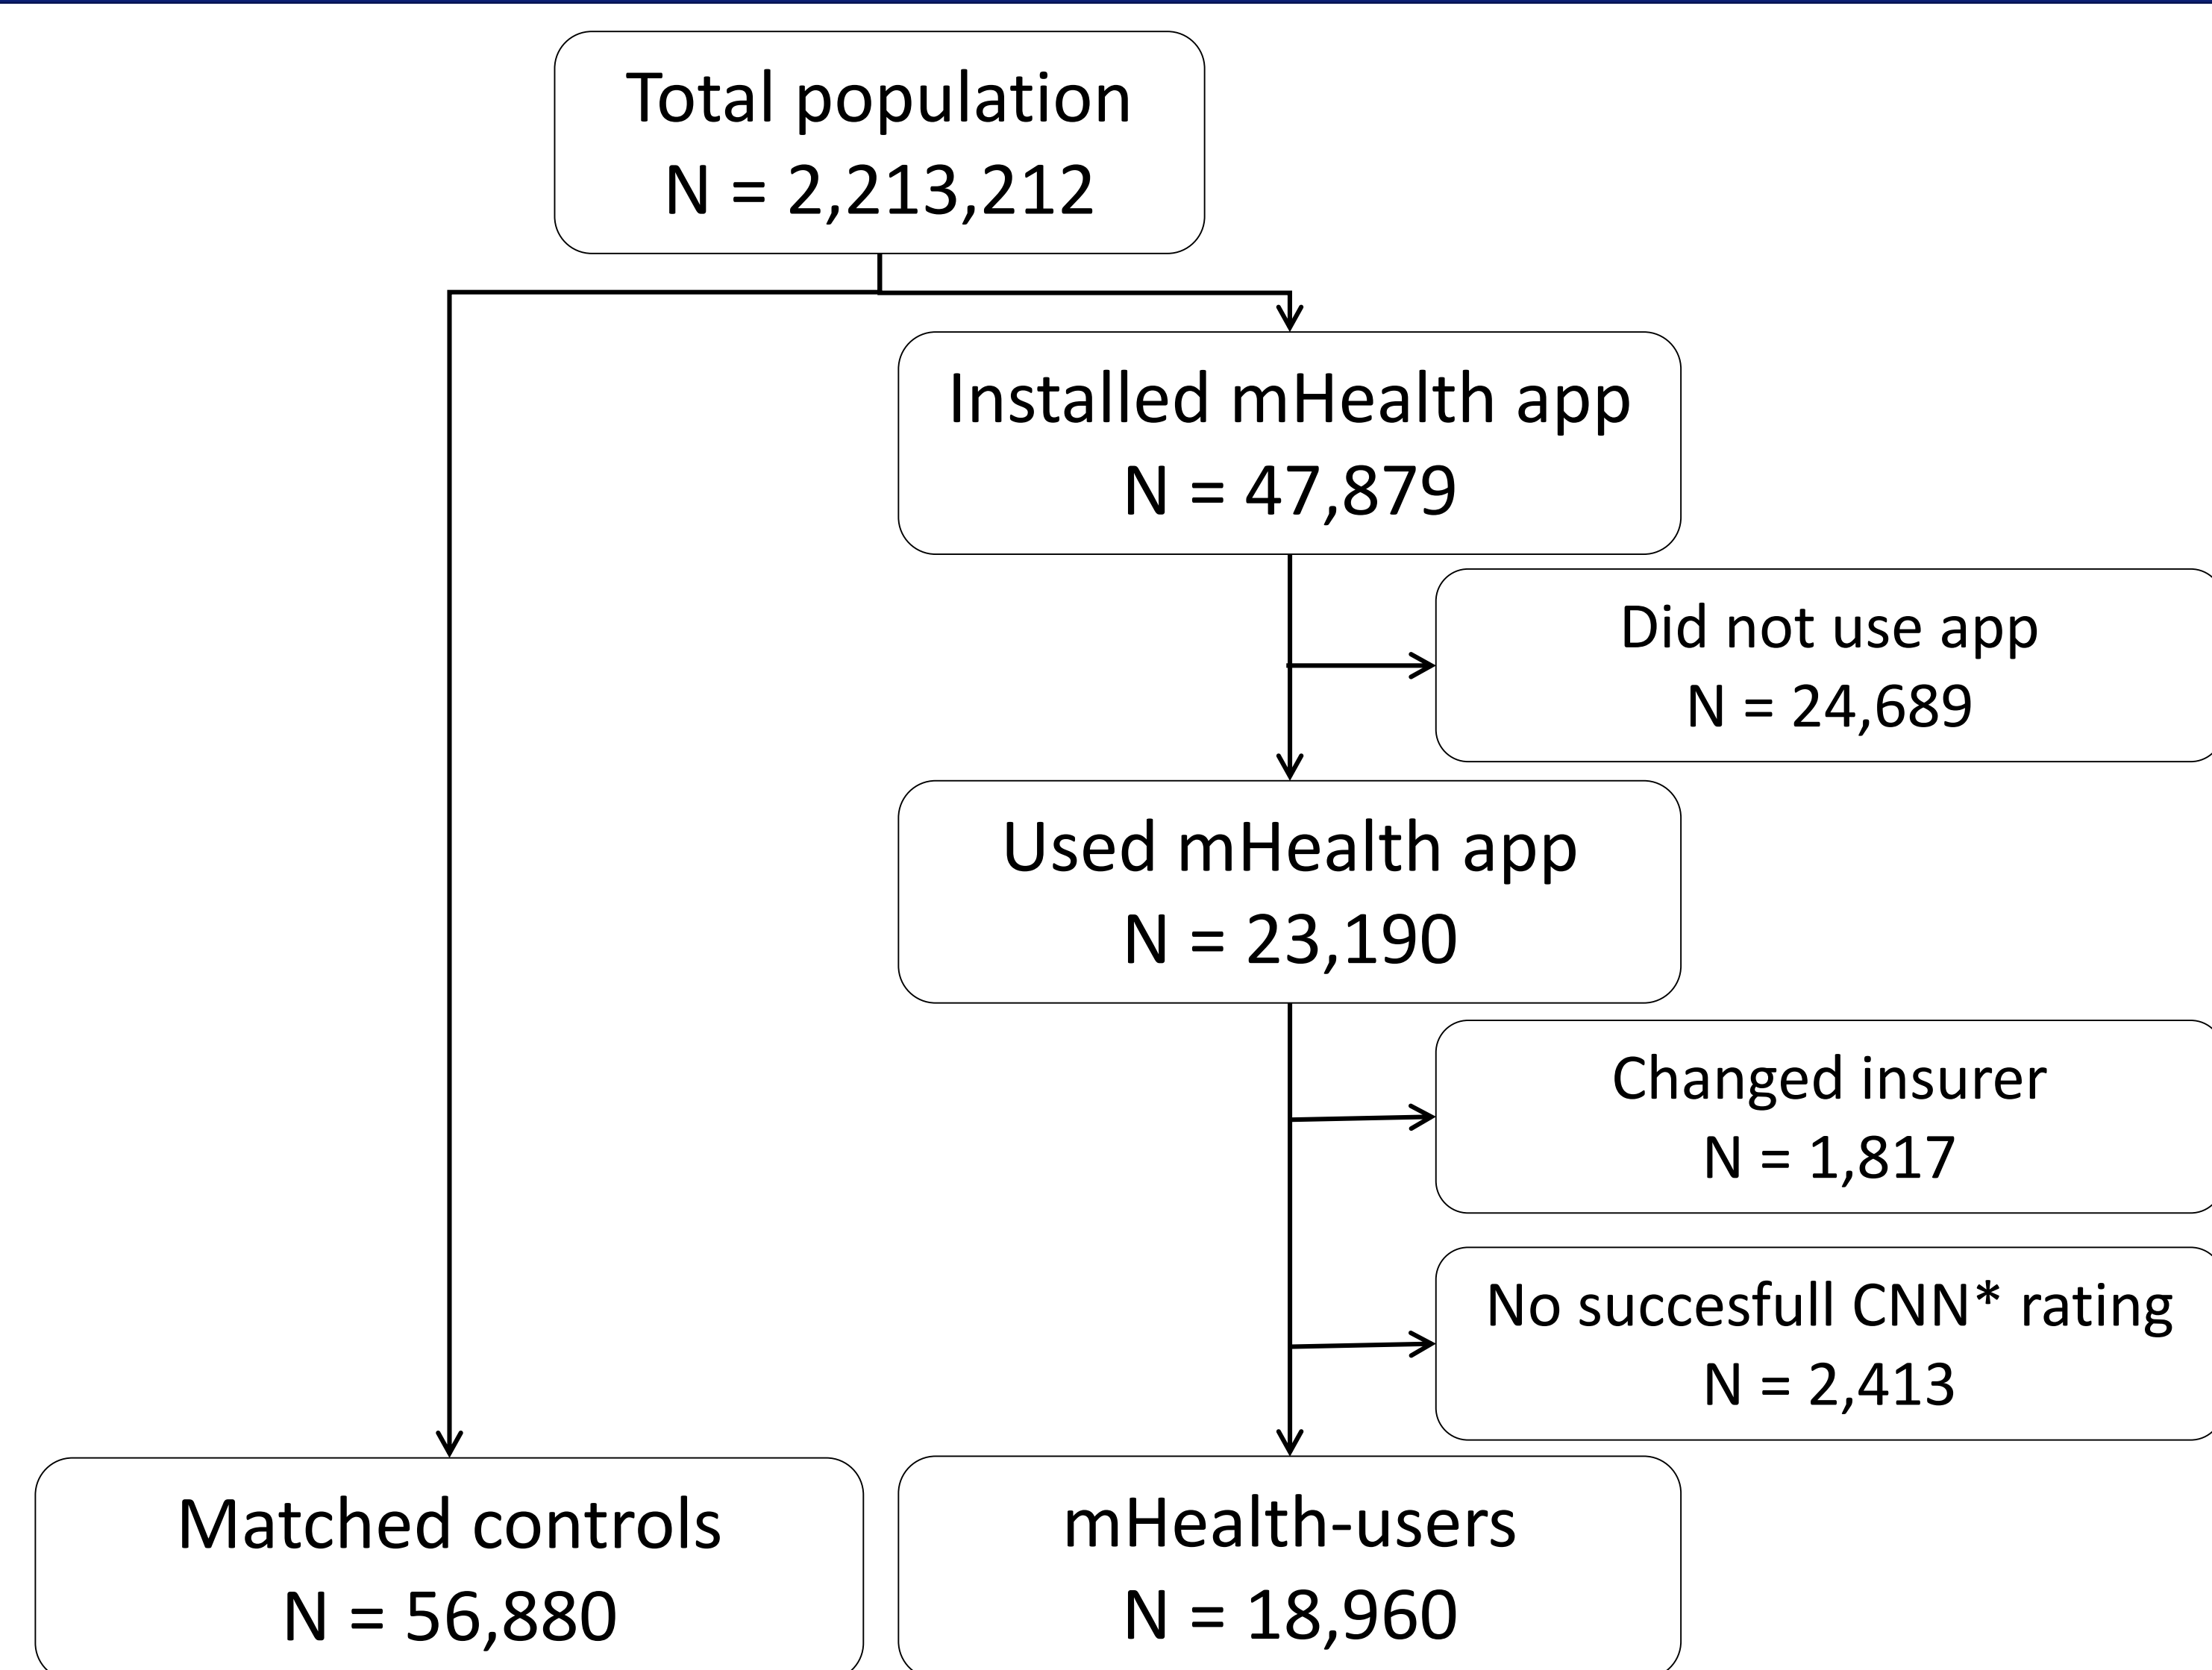 Total population
N = 2,213,212
Installed mHealth app
N = 47,879
Did not use app
N = 24,689
Used mHealth app
N = 23,190
Changed insurer
N = 1,817
No succesfull CNN* rating
N = 2,413
Matched controls
N = 56,880
mHealth-users
N = 18,960